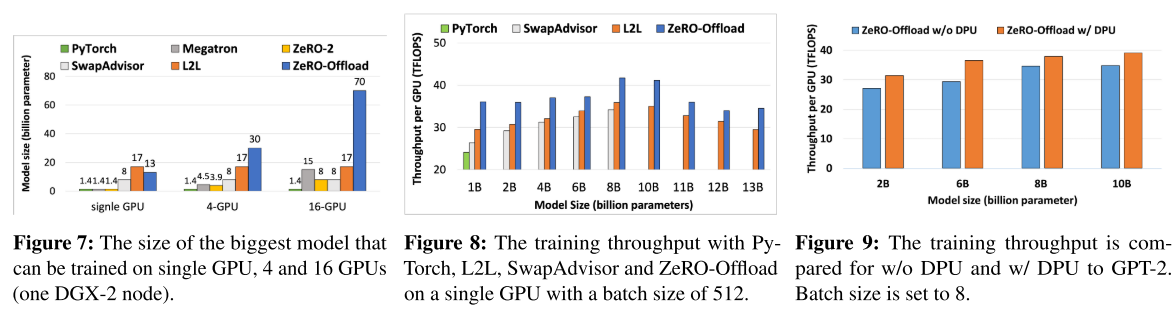 PyTorch Megatron ZeRO-2
SwapAdvisor L2L ZeRO-Offload
Model size (billion parameter)
80
60
40
20
0
1.4 1.4 1.4 8 17 13
1.4 4.5 3.9 8 17 30
1.4 15 8 8 17 70
signle GPU 4-GPU 16-GPU
Figure 7: The size of the biggest model that
can be trained on single GPU, 4 and 16 GPUs
(one DGX-2 node).
PyTorch SwapAdvisor L2L ZeRO-Offload
Throughput per GPU (TFLOPS)
50
40
30
20
1B 2B 4B 6B 8B 10B 11B 12B 13B
Model Size (billion parameters)
Figure 8: The training throughput with Py-
Torch, L2L, SwapAdvisor and ZeRO-Offload
on a single GPU with a batch size of 512.
ZeRO-Offload w/o DPU ZeRO-Offload w/ DPU
Throughput per GPU (TFLOPS)
40
30
20
10
0
2B 6B 8B 10B
Model size (billion parameter)
Figure 9: The training throughput is com-
pared for w/o DPU and w/ DPU to GPT-2.
Batch size is set to 8.